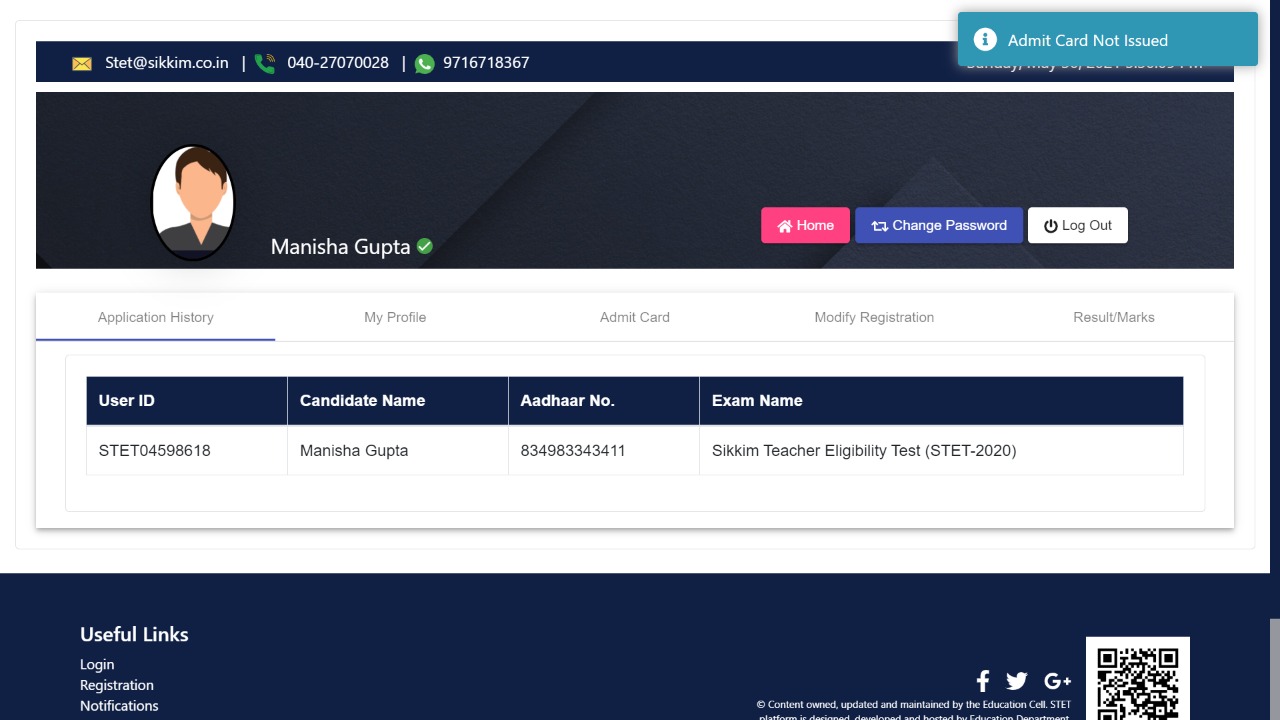 Admit Card Not Issued
Stet@sikkim.co.in | 040-27070028 | 9716718367
Manisha Gupta
Home Change Password Log Out
Application History My Profile Admit Card Modify Registration Result/Marks
User ID Candidate Name Aadhaar No. Exam Name
STET04598618 Manisha Gupta 834983343411 Sikkim Teacher Eligibility Test (STET-2020)
Useful Links
Login
Registration
Notifications
G+
© Content owned, updated and maintained by the Education Cell. STET
platform is designed, developed and hosted by Education Department,